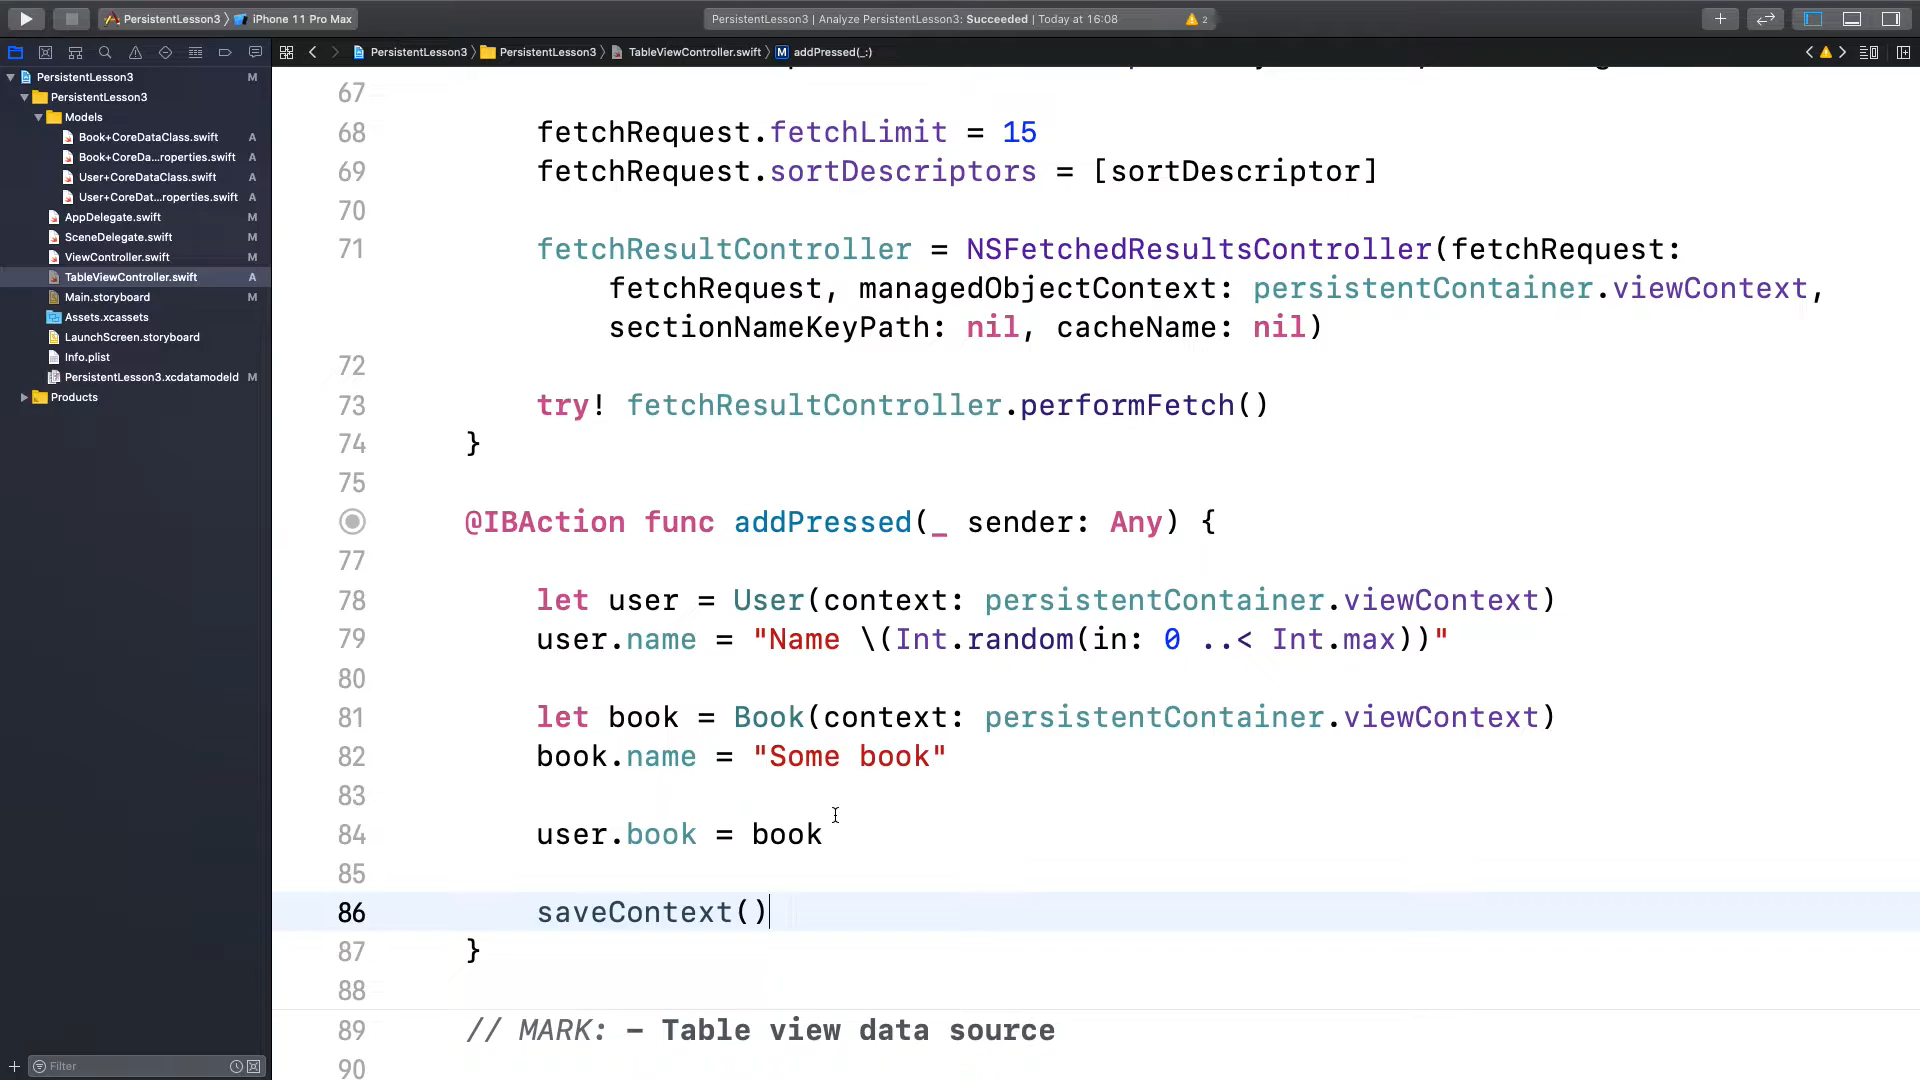 PersistentLesson3 〉 iPhone 11 Pro Max
PersistentLesson3 | Analyze PersistentLesson3: Succeeded | Today at 16:08
2
PersistentLesson3 〉 PersistentLesson3 〉 TableViewController.swift 〉 M addPressed(_:)
PersistentLesson3 M
PersistentLesson3
Models
Book+CoreDataClass.swift A
Book+CoreDa...roperties.swift A
User+CoreDataClass.swift A
User+CoreDat...roperties.swift A
AppDelegate.swift M
SceneDelegate.swift M
ViewController.swift M
TableViewController.swift A
Main.storyboard M
Assets.xcassets
LaunchScreen.storyboard
Info.plist
PersistentLesson3.xcdatamodeld M
Products
Filter
67
68 fetchRequest.fetchLimit = 15
69 fetchRequest.sortDescriptors = [sortDescriptor]
70
71 fetchResultController = NSFetchedResultsController(fetchRequest:
fetchRequest, managedObjectContext: persistentContainer.viewContext,
sectionNameKeyPath: nil, cacheName: nil)
72
73 try! fetchResultController.performFetch()
74 }
75
@IBAction func addPressed(_ sender: Any) {
77
78 let user = User(context: persistentContainer.viewContext)
79 user.name = "Name \(Int.random(in: 0 ..< Int.max))"
80
81 let book = Book(context: persistentContainer.viewContext)
82 book.name = "Some book"
83
84 user.book = book
85
86 saveContext()
87 }
88
89 // MARK: - Table view data source
90